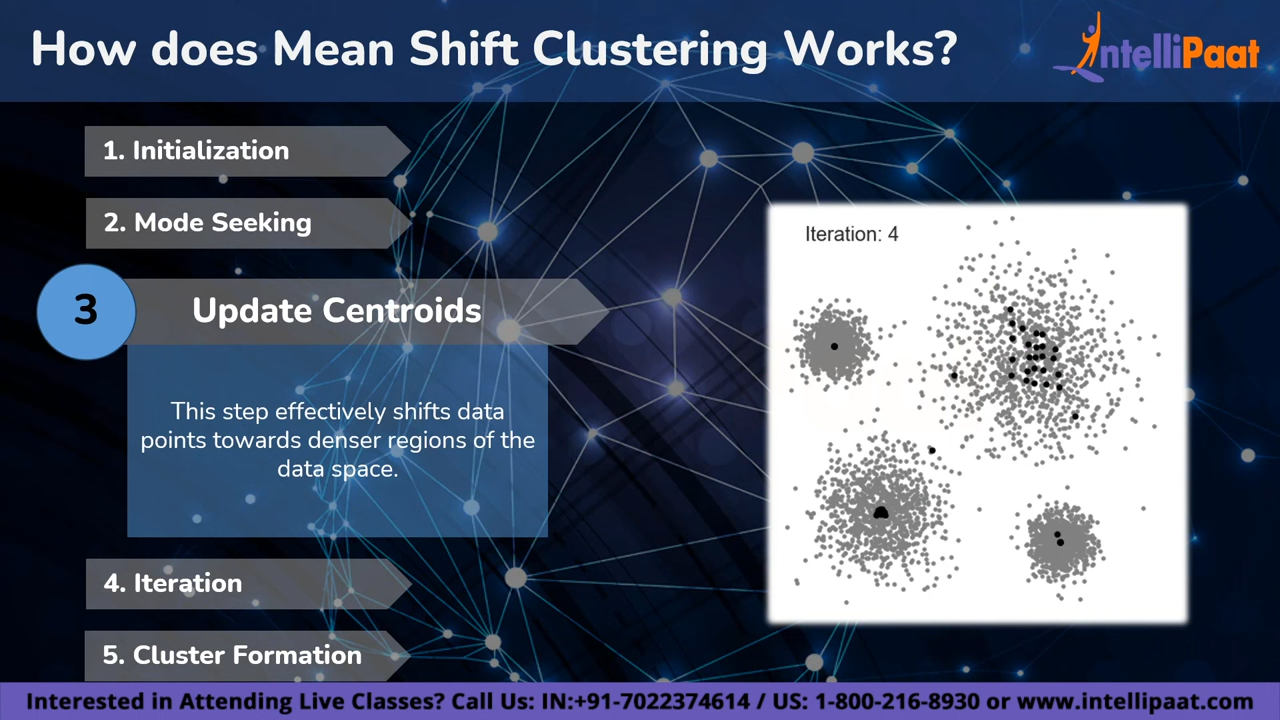 How does Mean Shift Clustering Works?
IntelliPaat
1. Initialization
2. Mode Seeking
3
Update Centroids
This step effectively shifts data
points towards denser regions of the
data space.
4. Iteration
5. Cluster Formation
Iteration: 4
Interested in Attending Live Classes? Call Us: IN:+91-7022374614 / US: 1-800-216-8930 or www.intellipaat.com